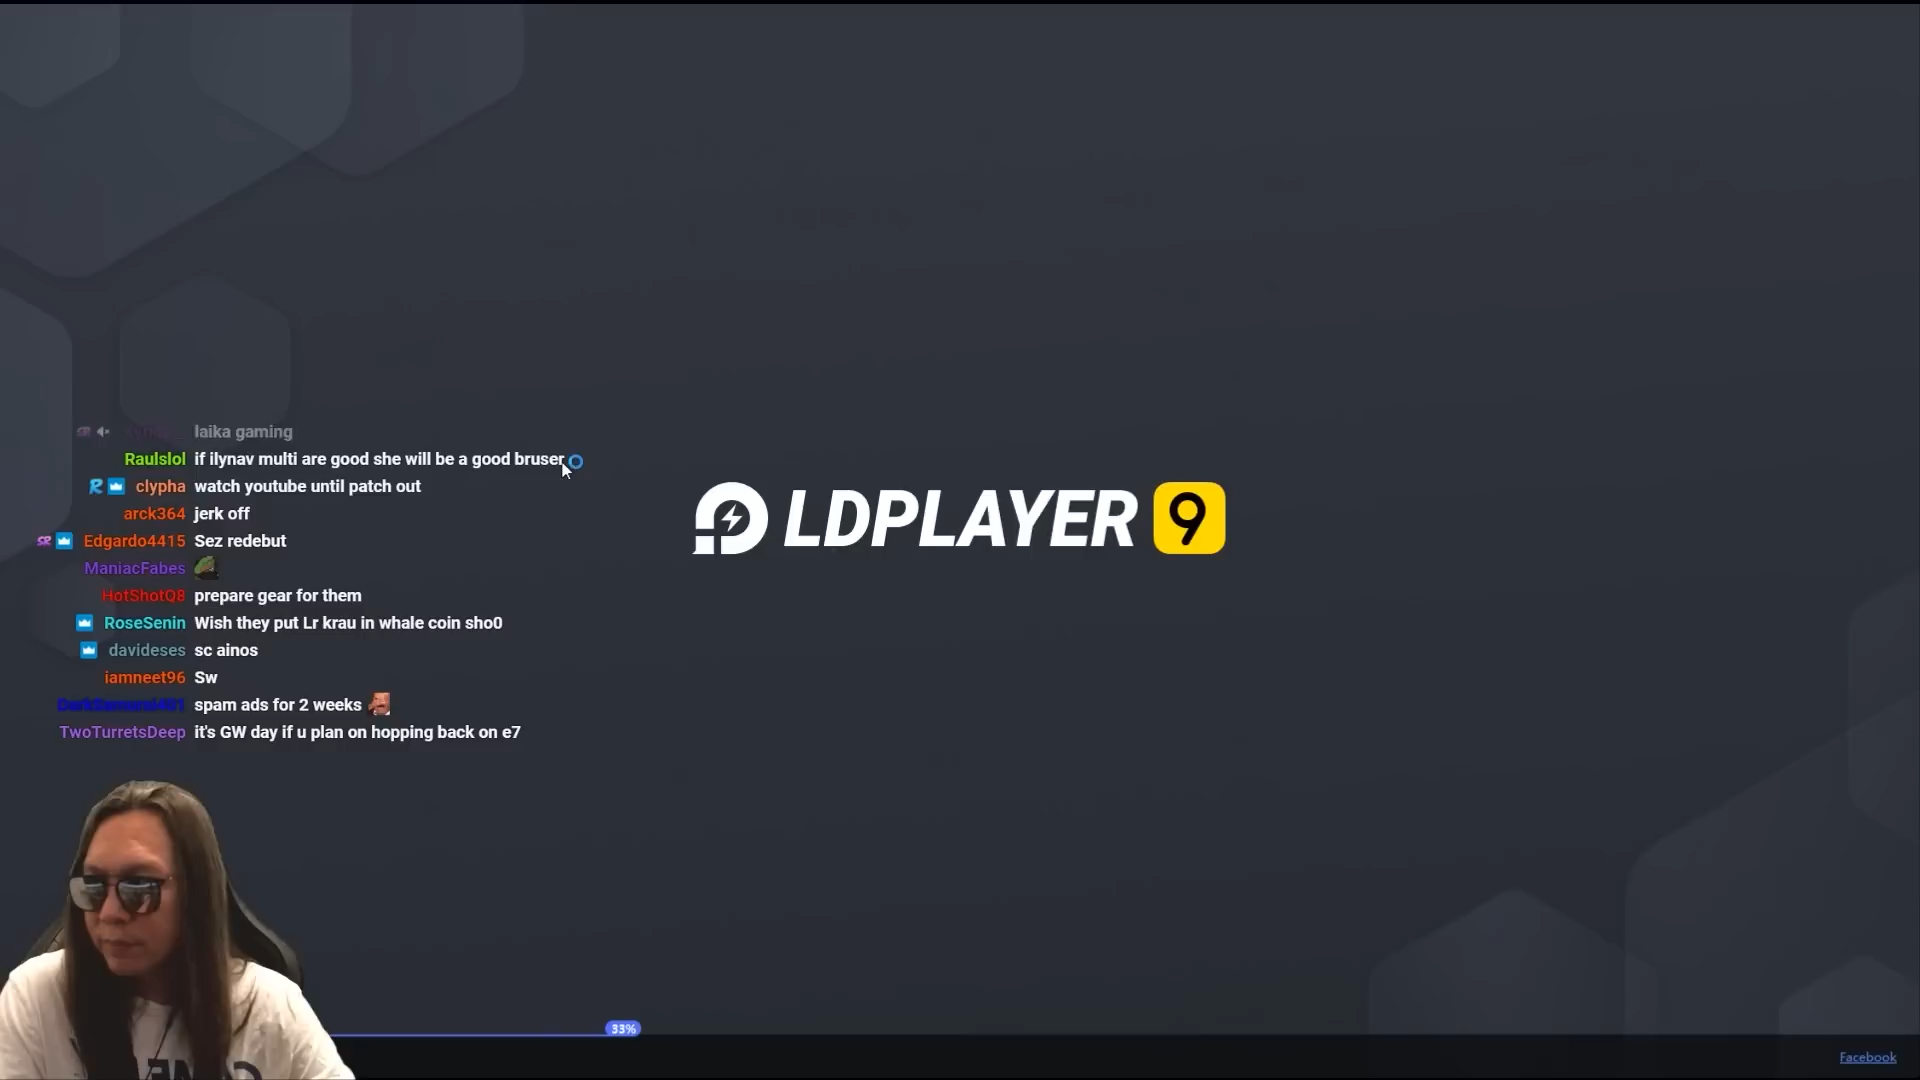 laika gaming
Raulslol if ilynav multi are good she will be a good bruser
clypha watch youtube until patch out
arck364 jerk off
Edgardo4415 Sez redebut
ManiacFabes
HotShotQ8 prepare gear for them
RoseSenin Wish they put Lr krau in whale coin sho0
davideses sc ainos
iamneet96 Sw
spam ads for 2 weeks
TwoTurretsDeep it's GW day if u plan on hopping back on e7
LDPLAYER 9
33%
Facebook